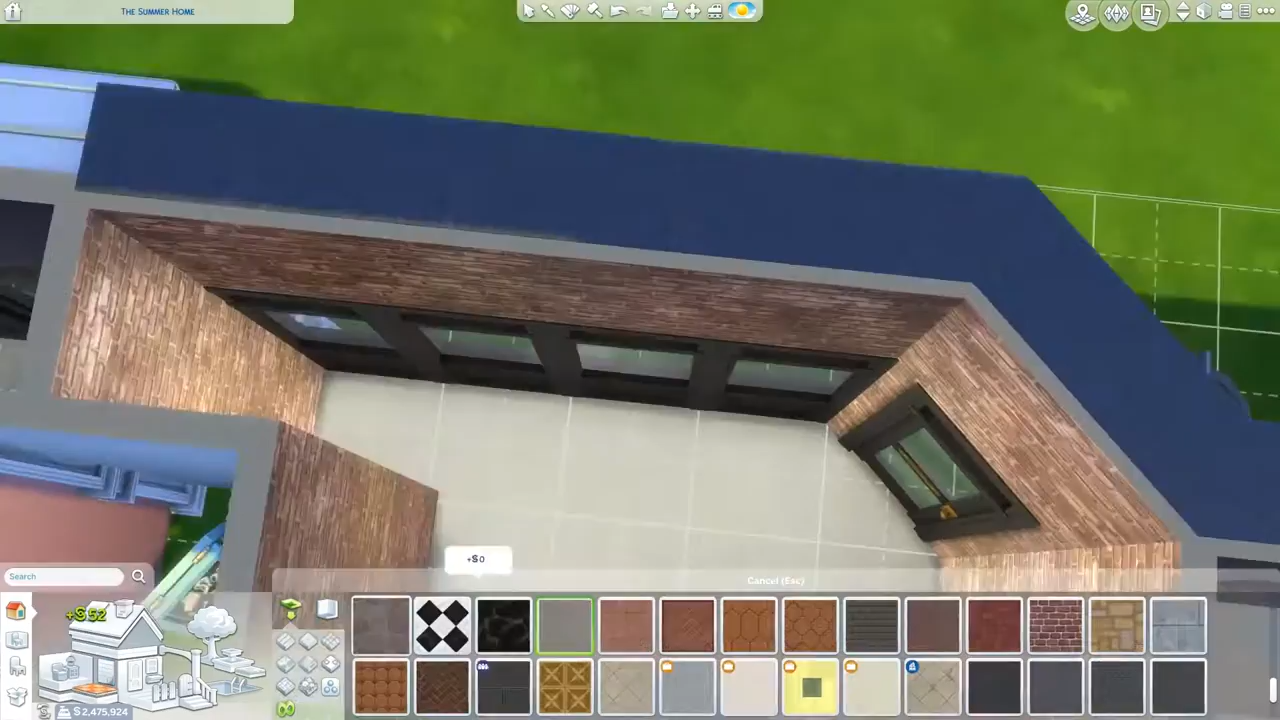 THE SUMMER HOME
+§0
Cancel (Esc)
Search
+§52
§2,475,924